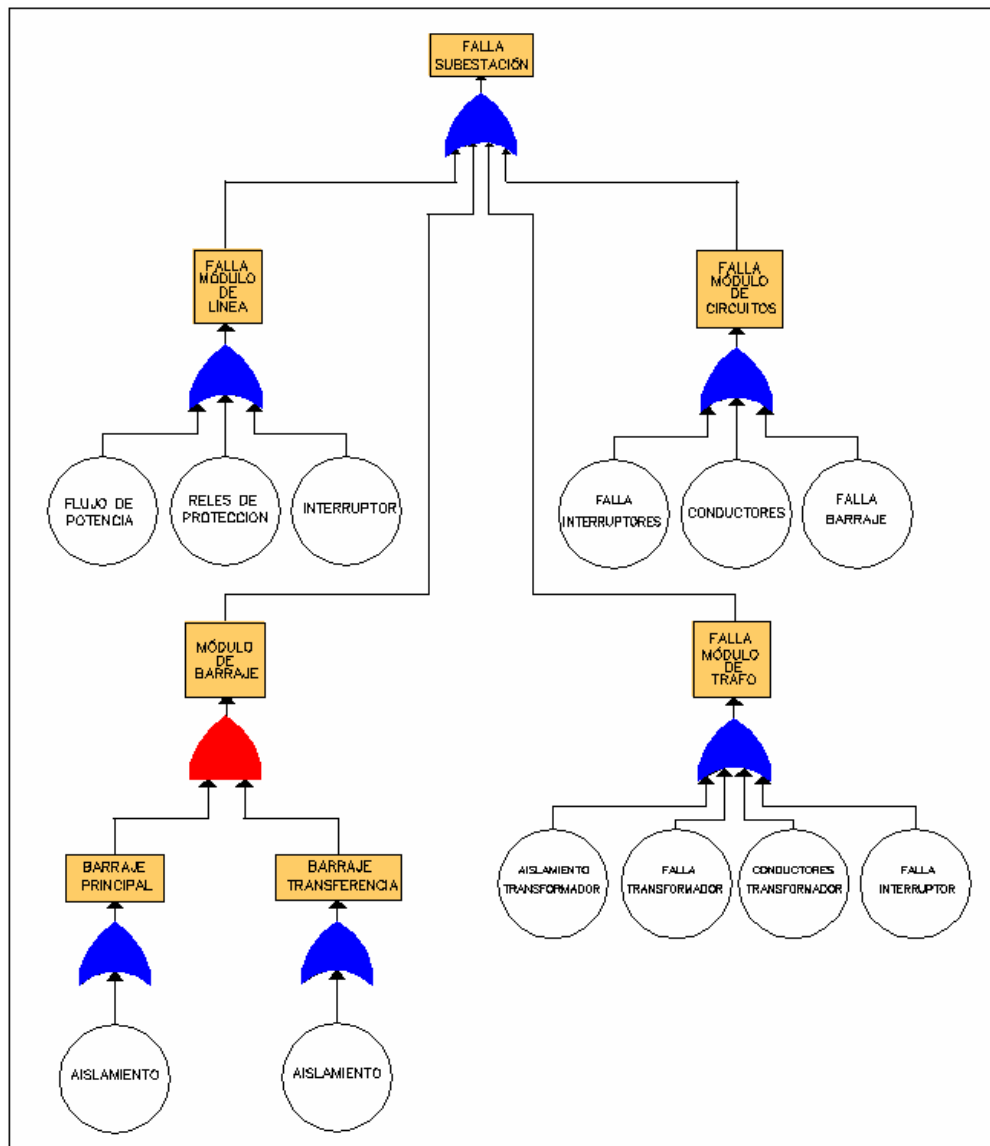 FALLA
SUBESTACIÓN
FALLA
MÓDULO
DE
LÍNEA
FALLA
MÓDULO
DE
CIRCUITOS
FLUJO DE
POTENCIA
RELES DE
PROTECCION
INTERRUPTOR
FALLA
INTERRUPTORES
CONDUCTORES
FALLA
BARRAJE
MÓDULO
DE
BARRAJE
FALLA
MÓDULO
DE
TRAFO
BARRAJE
PRINCIPAL
BARRAJE
TRANSFERENCIA
AISLAMIENTO
TRANSFORMADOR
FALLA
TRANSFORMADOR
CONDUCTORES
TRANSFORMADOR
FALLA
INTERRUPTOR
AISLAMIENTO
AISLAMIENTO